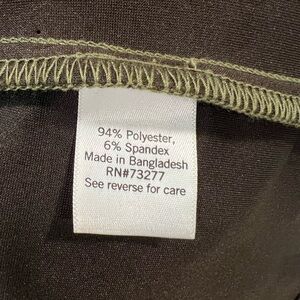 94% Polyester,
6% Spandex
Made in Bangladesh
RN#73277
See reverse for care